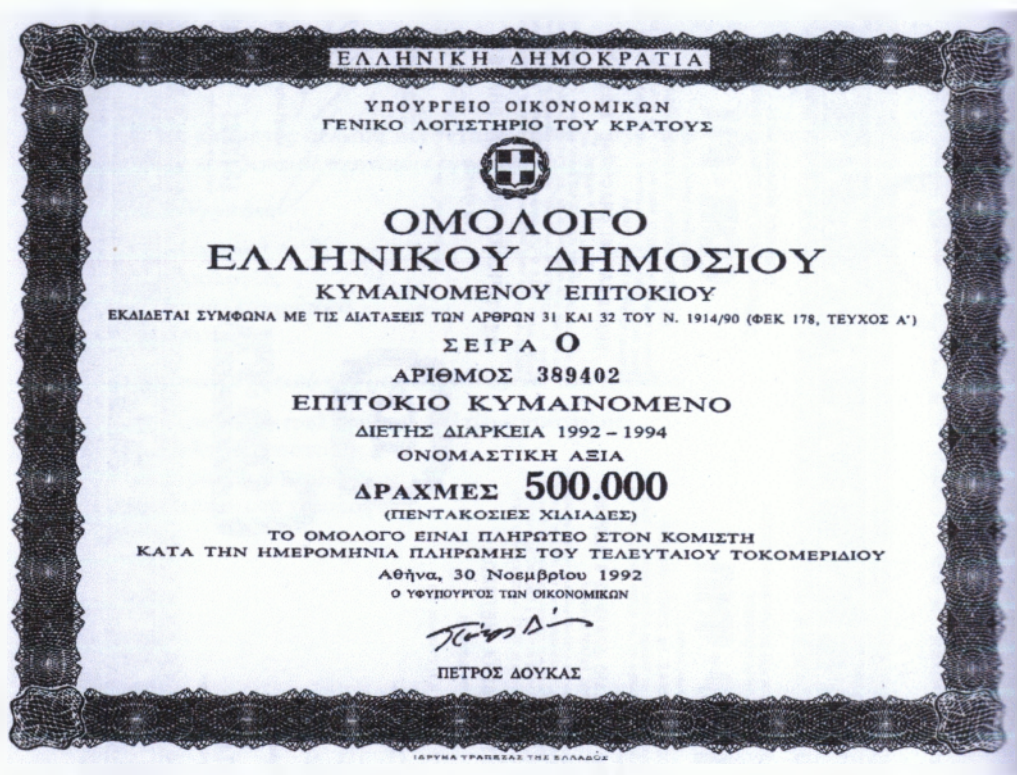 ΕΛΛΗΝΙΚΗ ΔΗΜΟΚΡΑΤΙΑ
ΥΠΟΥΡΓΕΙΟ ΟΙΚΟΝΟΜΙΚΩΝ
ΓΕΝΙΚΟ ΛΟΓΙΣΤΗΡΙΟ ΤΟΥ ΚΡΑΤΟΥΣ
ΟΜΟΛΟΓΟ
ΕΛΛΗΝΙΚΟΥ ΔΗΜΟΣΙΟΥ
ΚΥΜΑΙΝΟΜΕΝΟΥ ΕΠΙΤΟΚΙΟΥ
ΕΚΔΙΔΕΤΑΙ ΣΥΜΦΩΝΑ ΜΕ ΤΙΣ ΔΙΑΤΑΞΕΙΣ ΤΩΝ ΑΡΘΡΩΝ 31 ΚΑΙ 32 ΤΟΥ Ν. 1914/90 (ΦΕΚ 178, ΤΕΥΧΟΣ Α΄)
ΣΕΙΡΑ Ο
ΑΡΙΘΜΟΣ 389402
ΕΠΙΤΟΚΙΟ ΚΥΜΑΙΝΟΜΕΝΟ
ΔΙΕΤΗΣ ΔΙΑΡΚΕΙΑ 1992 – 1994
ΟΝΟΜΑΣΤΙΚΗ ΑΞΙΑ
ΔΡΑΧΜΕΣ 500.000
(ΠΕΝΤΑΚΟΣΙΕΣ ΧΙΛΙΑΔΕΣ)
ΤΟ ΟΜΟΛΟΓΟ ΕΙΝΑΙ ΠΛΗΡΩΤΕΟ ΣΤΟΝ ΚΟΜΙΣΤΗ
ΚΑΤΑ ΤΗΝ ΗΜΕΡΟΜΗΝΙΑ ΠΛΗΡΩΜΗΣ ΤΟΥ ΤΕΛΕΥΤΑΙΟΥ ΤΟΚΟΜΕΡΙΔΙΟΥ
Αθήνα, 30 Νοεμβρίου 1992
Ο ΥΦΥΠΟΥΡΓΟΣ ΤΩΝ ΟΙΚΟΝΟΜΙΚΩΝ
ΠΕΤΡΟΣ ΔΟΥΚΑΣ
ΙΔΡΥΜΑ ΤΡΑΠΕΖΑΣ ΤΗΣ ΕΛΛΑΔΟΣ